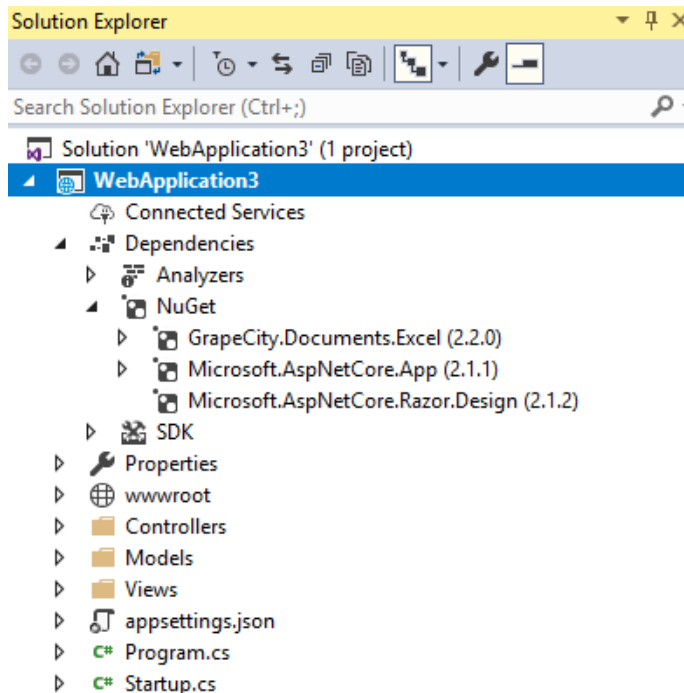 Solution Explorer
Search Solution Explorer (Ctrl+;)
Solution 'WebApplication3' (1 project)
WebApplication3
Connected Services
Dependencies
Analyzers
NuGet
GrapeCity.Documents.Excel (2.2.0)
Microsoft.AspNetCore.App (2.1.1)
Microsoft.AspNetCore.Razor.Design (2.1.2)
SDK
Properties
wwwroot
Controllers
Models
Views
appsettings.json
C# Program.cs
C# Startup.cs